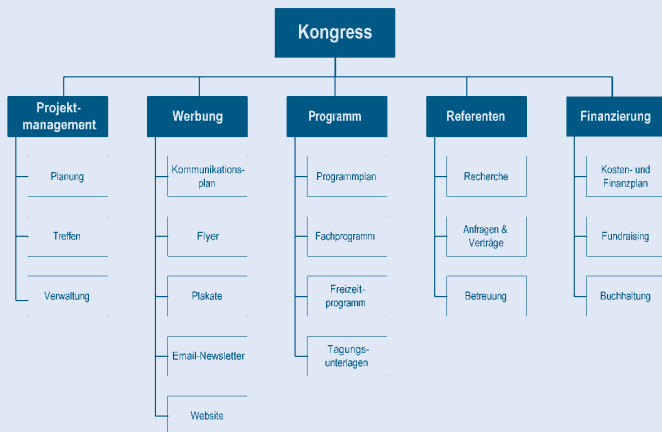 Kongress
Projekt-
management
Werbung
Programm
Referenten
Finanzierung
Planung
Treffen
Verwaltung
Kommunikations-
plan
Flyer
Plakate
Email-Newsletter
Website
Programmplan
Fachprogramm
Freizeit-
programm
Tagungs-
unterlagen
Recherche
Anfragen &
Verträge
Betreuung
Kosten- und
Finanzplan
Fundraising
Buchhaltung